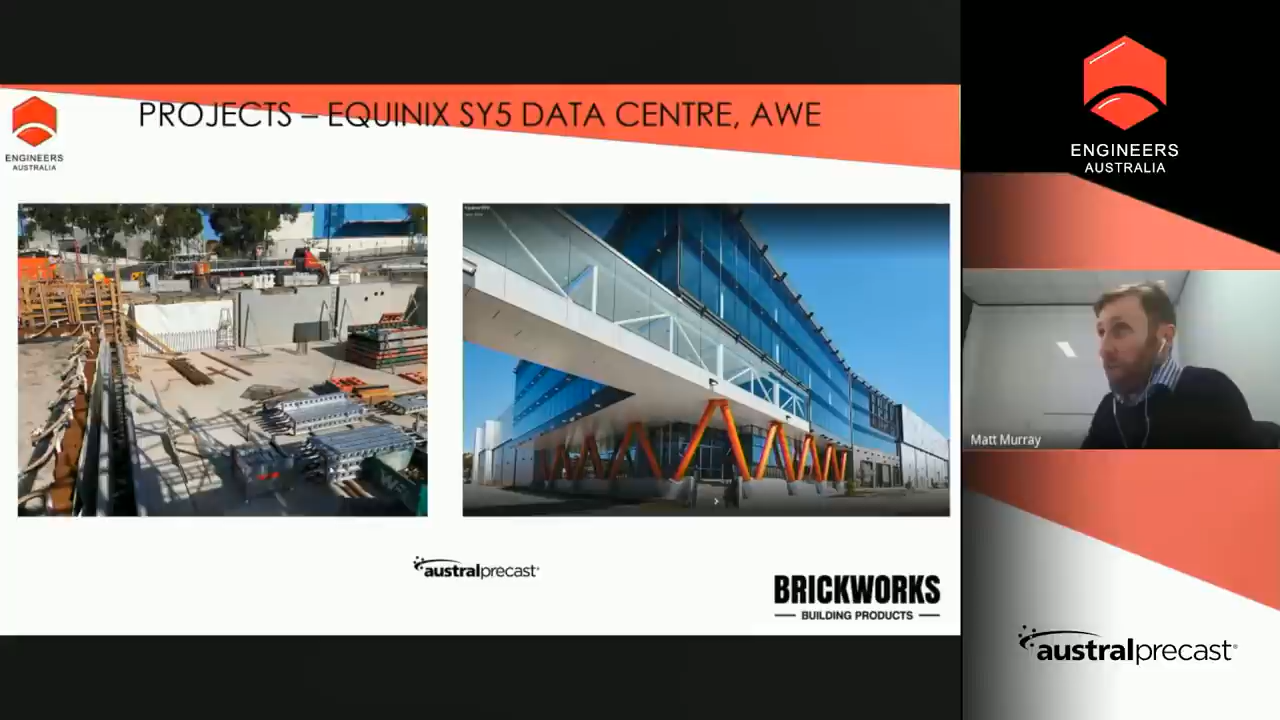 PROJECTS – EQUINIX SY5 DATA CENTRE, AWE
ENGINEERS
AUSTRALIA
australprecast
BRICKWORKS
BUILDING PRODUCTS
ENGINEERS
AUSTRALIA
Matt Murray
australprecast